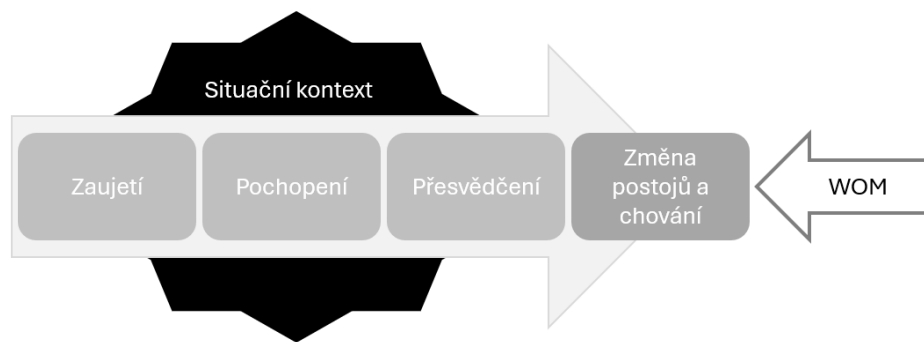 Situační kontext
Zaujetí
Pochopení
Přesvědčení
Změna
postojů a
chování
WOM